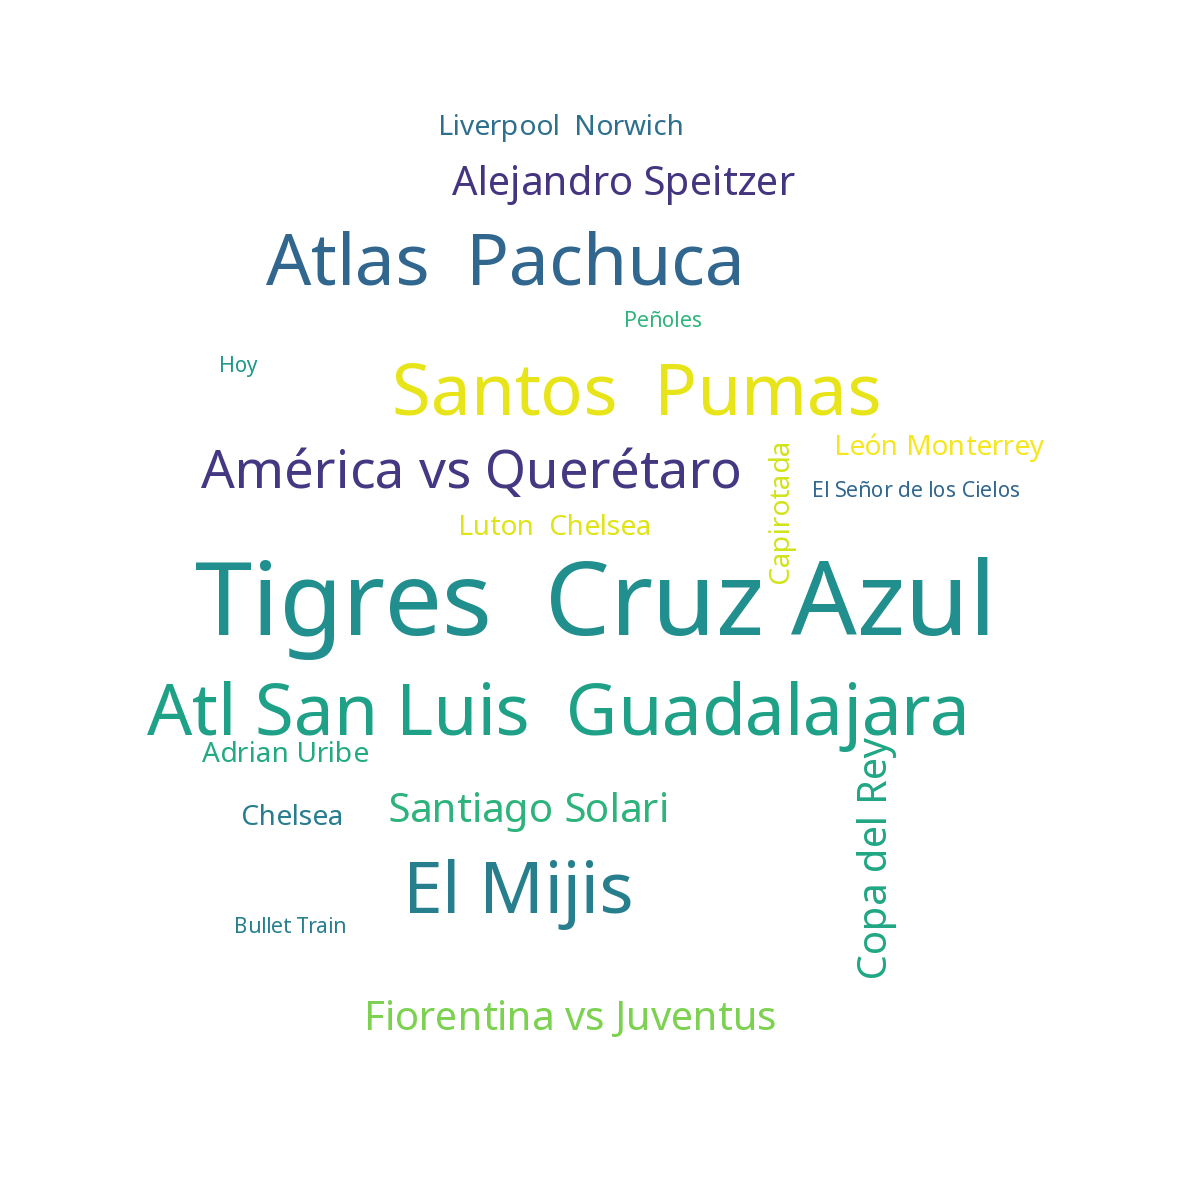 Liverpool  Norwich
Alejandro Speitzer
Atlas  Pachuca
Peñoles
Hoy
Santos  Pumas
León Monterrey
América vs Querétaro
El Señor de los Cielos
Capirotada
Luton  Chelsea
Tigres  Cruz Azul
Atl San Luis  Guadalajara
Adrian Uribe
Santiago Solari
Chelsea
Copa del Rey
El Mijis
Bullet Train
Fiorentina vs Juventus